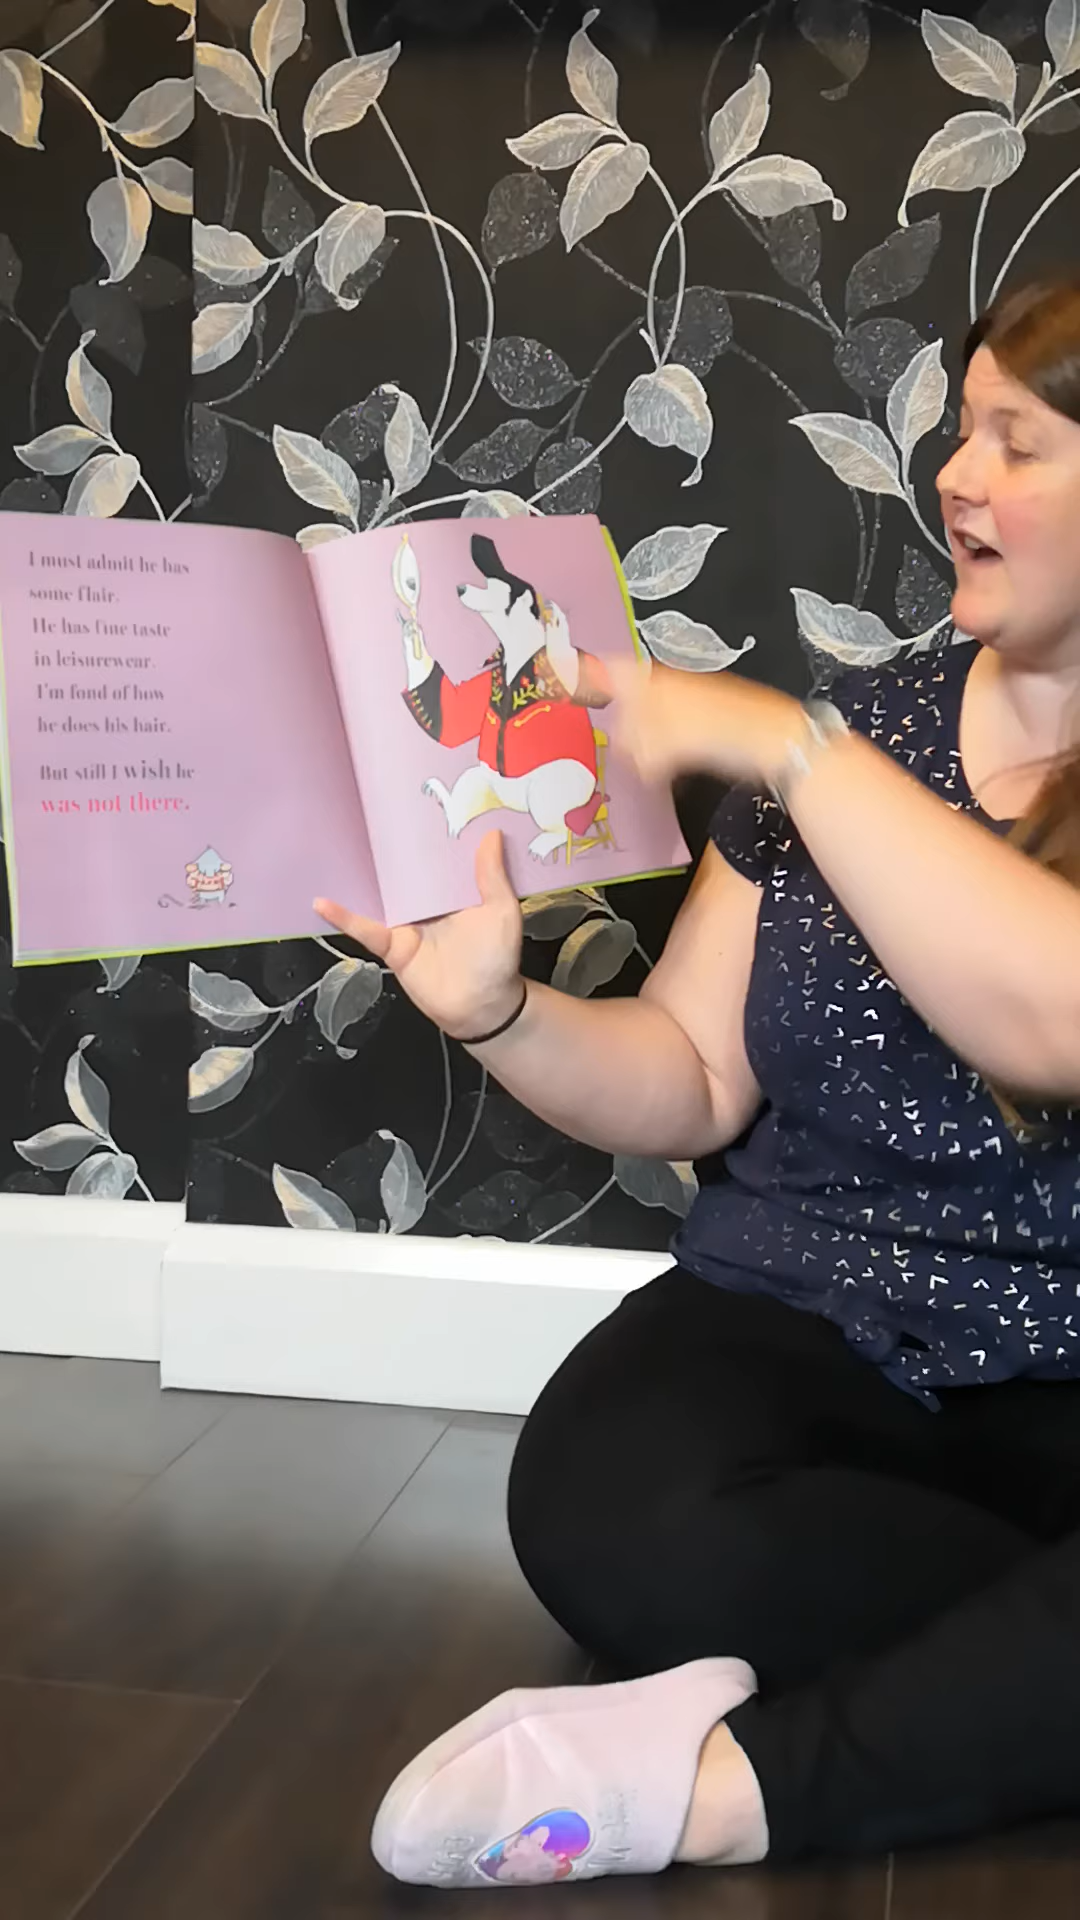 I must admit he has
some flair.
He has fine taste
in leisurewear.
I'm fond of how
he does his hair.
But still I wish he
was not there.